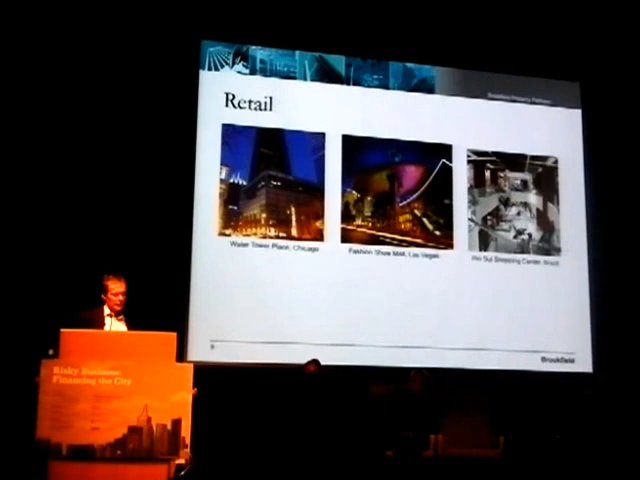 Retail
Water Tower Place, Chicago
Fashion Show Mall, Las Vegas
Rio Sul Shopping Center, Brazil
Brookfield
Risky Business:
Financing the City